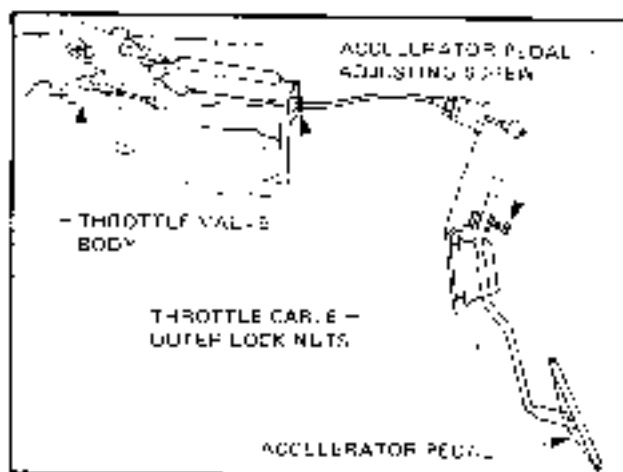 ACCELERATOR PEDAL
ADJUSTING SCREW
THROTTLE VALVE
BODY
THROTTLE CABLE
OUTER LOCK NUTS
ACCELERATOR PEDAL